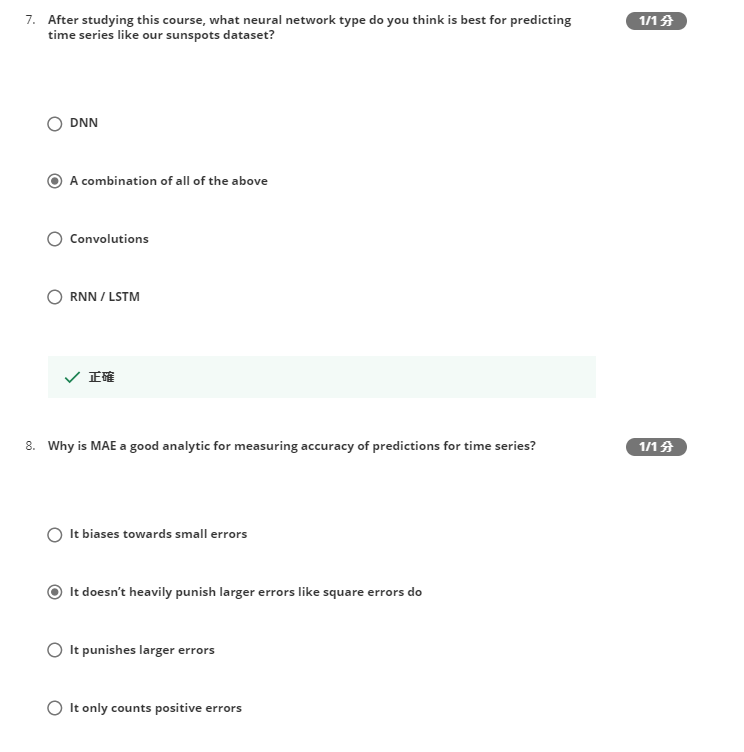 7. After studying this course, what neural network type do you think is best for predicting
time series like our sunspots dataset?
1/1 分
DNN
A combination of all of the above
Convolutions
RNN / LSTM
正確
8. Why is MAE a good analytic for measuring accuracy of predictions for time series?
1/1 分
It biases towards small errors
It doesn’t heavily punish larger errors like square errors do
It punishes larger errors
It only counts positive errors